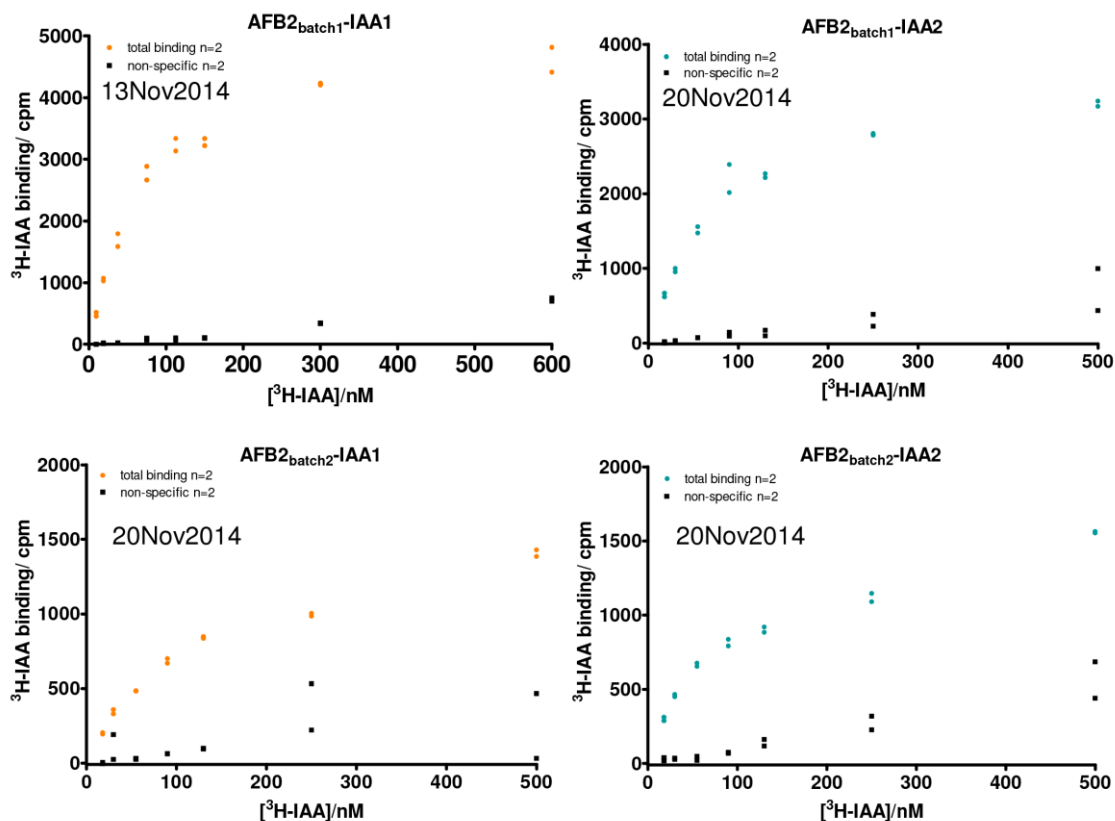 AFB2batch1-IAA1
total binding n=2
non-specific n=2
13Nov2014
5000
4000
3000
2000
1000
0
³H-IAA binding/ cpm
0 100 200 300 400 500 600
[³H-IAA]/nM
AFB2batch1-IAA2
total binding n=2
non-specific n=2
20Nov2014
4000
3000
2000
1000
0
³H-IAA binding/ cpm
0 100 200 300 400 500
[³H-IAA]/nM
AFB2batch2-IAA1
total binding n=2
non-specific n=2
20Nov2014
2000
1500
1000
500
0
³H-IAA binding/ cpm
0 100 200 300 400 500
[³H-IAA]/nM
AFB2batch2-IAA2
total binding n=2
non-specific n=2
20Nov2014
2000
1500
1000
500
0
³H-IAA binding/ cpm
0 100 200 300 400 500
[³H-IAA]/nM